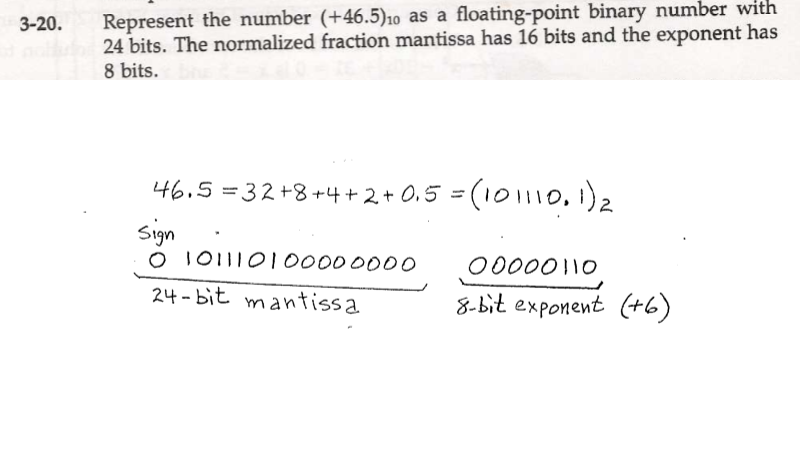 3-20. Represent the number (+46.5)₁₀ as a floating-point binary number with
24 bits. The normalized fraction mantissa has 16 bits and the exponent has
8 bits.
46.5 = 32+8+4+2+0.5 = (101110.1)₂
Sign
0 101110100000000 00000110
24-bit mantissa 8-bit exponent (+6)